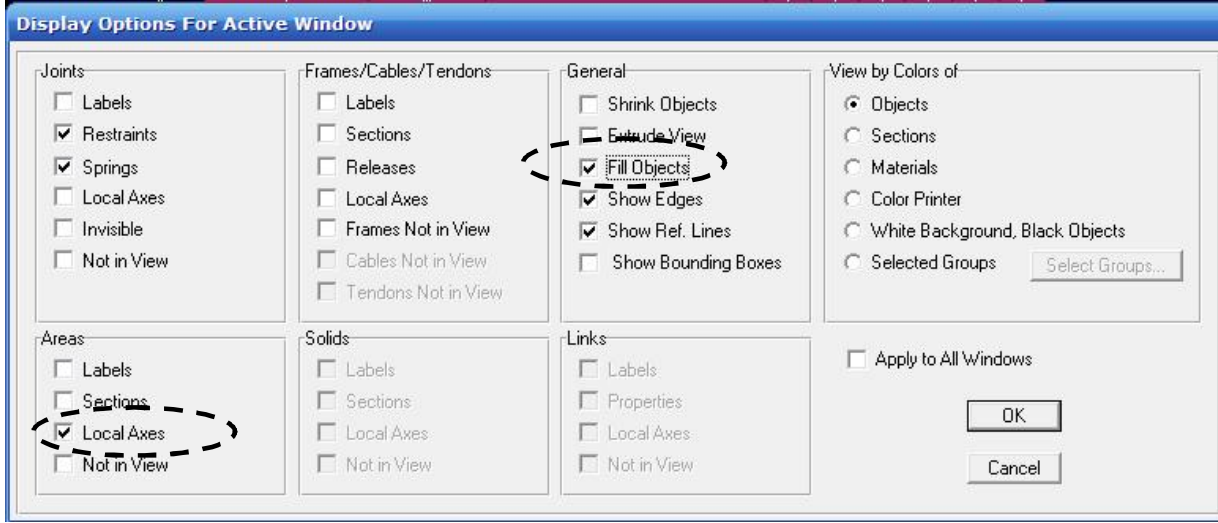 Display Options For Active Window
Joints
Labels
Restraints
Springs
Local Axes
Invisible
Not in View
Frames/Cables/Tendons
Labels
Sections
Releases
Local Axes
Frames Not in View
Cables Not in View
Tendons Not in View
General
Shrink Objects
Extrude View
Fill Objects
Show Edges
Show Ref. Lines
Show Bounding Boxes
View by Colors of
Objects
Sections
Materials
Color Printer
White Background, Black Objects
Selected Groups
Select Groups...
Areas
Labels
Sections
Local Axes
Not in View
Solids
Labels
Sections
Local Axes
Not in View
Links
Labels
Properties
Local Axes
Not in View
Apply to All Windows
OK
Cancel